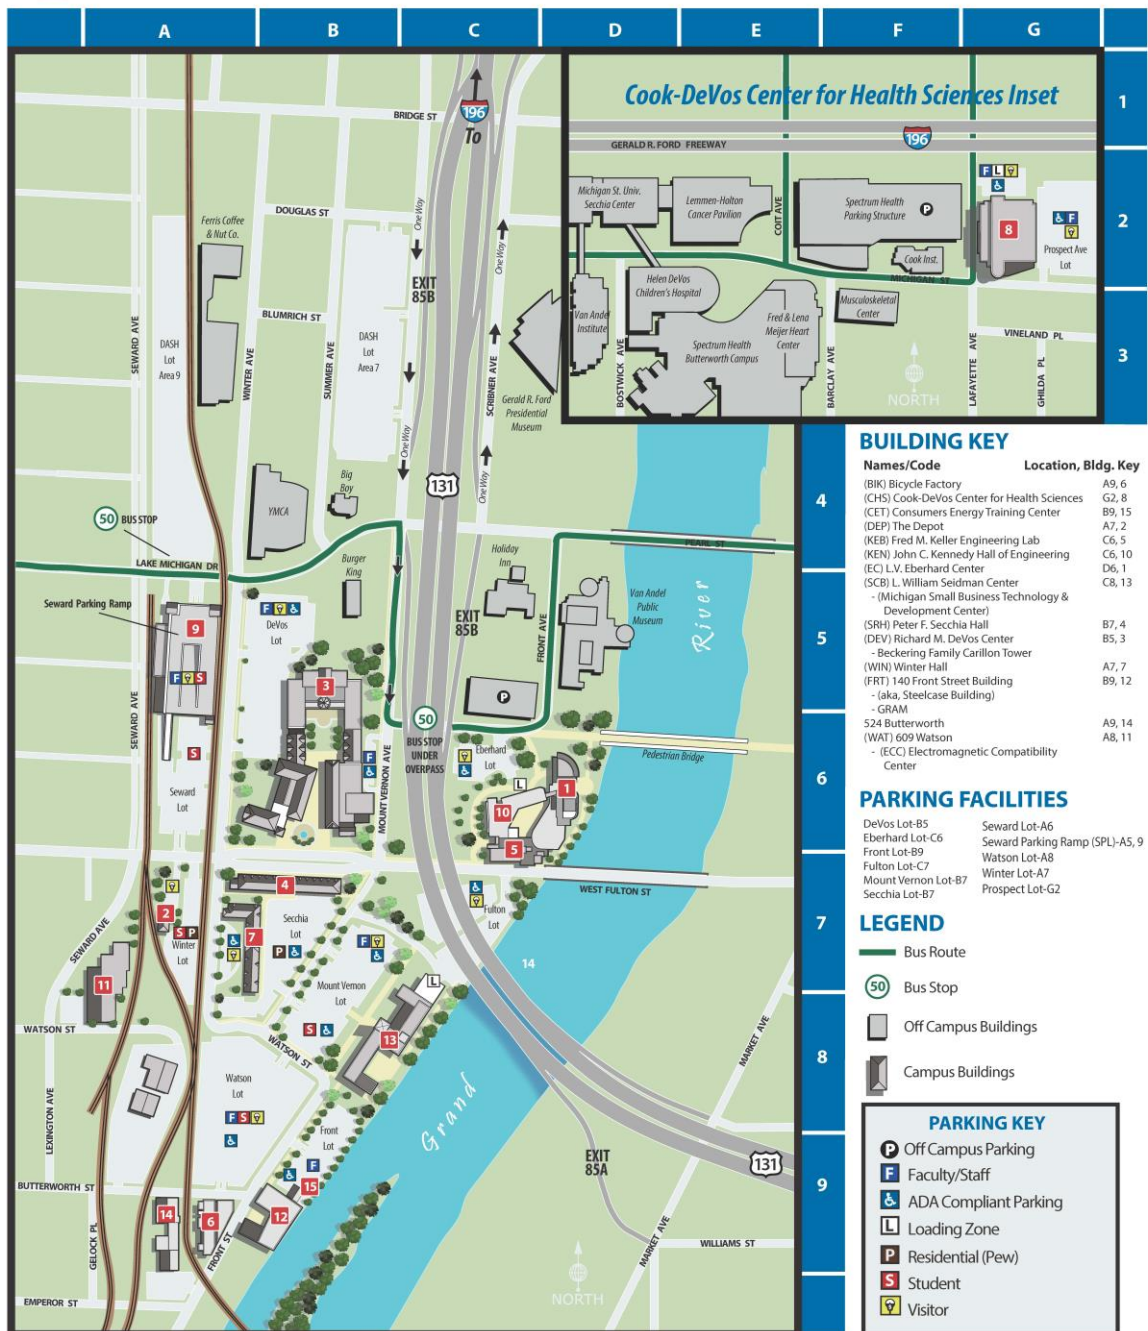 A
B
C
D
E
F
G
1
2
3
4
5
6
7
8
9
Cook-DeVos Center for Health Sciences Inset
196
GERALD R. FORD FREEWAY
Michigan St. Univ.
Secchia Center
Lemmen-Holton
Cancer Pavilion
COIT AVE
Spectrum Health
Parking Structure
P
F L
8
F
Prospect Ave
Lot
Cook Inst.
MICHIGAN ST
Helen DeVos
Children's Hospital
Van Andel
Institute
Musculoskeletal
Center
Fred & Lena
Meijer Heart
Center
Spectrum Health
Butterworth Campus
BOSTWICK AVE
BARCLAY AVE
LAFAYETTE AVE
VINELAND PL
GHILDA PL
NORTH
196
To
BRIDGE ST
One Way
DOUGLAS ST
Ferris Coffee
& Nut Co.
One Way
EXIT
85B
BLUMRICH ST
SEWARD AVE
DASH
Lot
Area 9
WINTER AVE
SUMMER AVE
DASH
Lot
Area 7
SCRIBNER AVE
Gerald R. Ford
Presidential
Museum
One Way
One Way
131
Big
Boy
YMCA
50 BUS STOP
LAKE MICHIGAN DR
PEARL ST
Burger
King
Holiday
Inn
Seward Parking Ramp
9
F S
F
DeVos
Lot
EXIT
85B
FRONT AVE
Van Andel
Public
Museum
River
3
P
SEWARD AVE
50
BUS STOP
UNDER
OVERPASS
S
Seward
Lot
F
MOUNT VERNON AVE
Eberhard
Lot
Pedestrian Bridge
L
1
10
5
WEST FULTON ST
4
2
S P
Winter
Lot
7
Secchia
Lot
P
F
Fulton
Lot
14
SEWARD AVE
11
Mount Vernon
Lot
L
S
13
WATSON ST
WATSON ST
MARKET AVE
Watson
Lot
F S
Grand
LEXINGTON AVE
Front
Lot
F
15
EXIT
85A
131
BUTTERWORTH ST
14
6
12
FRONT ST
GELOCK PL
MARKET AVE
WILLIAMS ST
EMPEROR ST
NORTH
BUILDING KEY
Names/Code Location, Bldg. Key
(BIK) Bicycle Factory A9, 6
(CHS) Cook-DeVos Center for Health Sciences G2, 8
(CET) Consumers Energy Training Center B9, 15
(DEP) The Depot A7, 2
(KEB) Fred M. Keller Engineering Lab C6, 5
(KEN) John C. Kennedy Hall of Engineering C6, 10
(EC) L.V. Eberhard Center D6, 1
(SCB) L. William Seidman Center C8, 13
- (Michigan Small Business Technology &
Development Center)
(SRH) Peter F. Secchia Hall B7, 4
(DEV) Richard M. DeVos Center B5, 3
- Beckering Family Carillon Tower
(WIN) Winter Hall A7, 7
(FRT) 140 Front Street Building B9, 12
- (aka, Steelcase Building)
- GRAM
524 Butterworth A9, 14
(WAT) 609 Watson A8, 11
- (ECC) Electromagnetic Compatibility
Center
PARKING FACILITIES
DeVos Lot-B5
Eberhard Lot-C6
Front Lot-B9
Fulton Lot-C7
Mount Vernon Lot-B7
Secchia Lot-B7
Seward Lot-A6
Seward Parking Ramp (SPL)-A5, 9
Watson Lot-A8
Winter Lot-A7
Prospect Lot-G2
LEGEND
Bus Route
50 Bus Stop
Off Campus Buildings
Campus Buildings
PARKING KEY
P Off Campus Parking
F Faculty/Staff
ADA Compliant Parking
L Loading Zone
P Residential (Pew)
S Student
Visitor